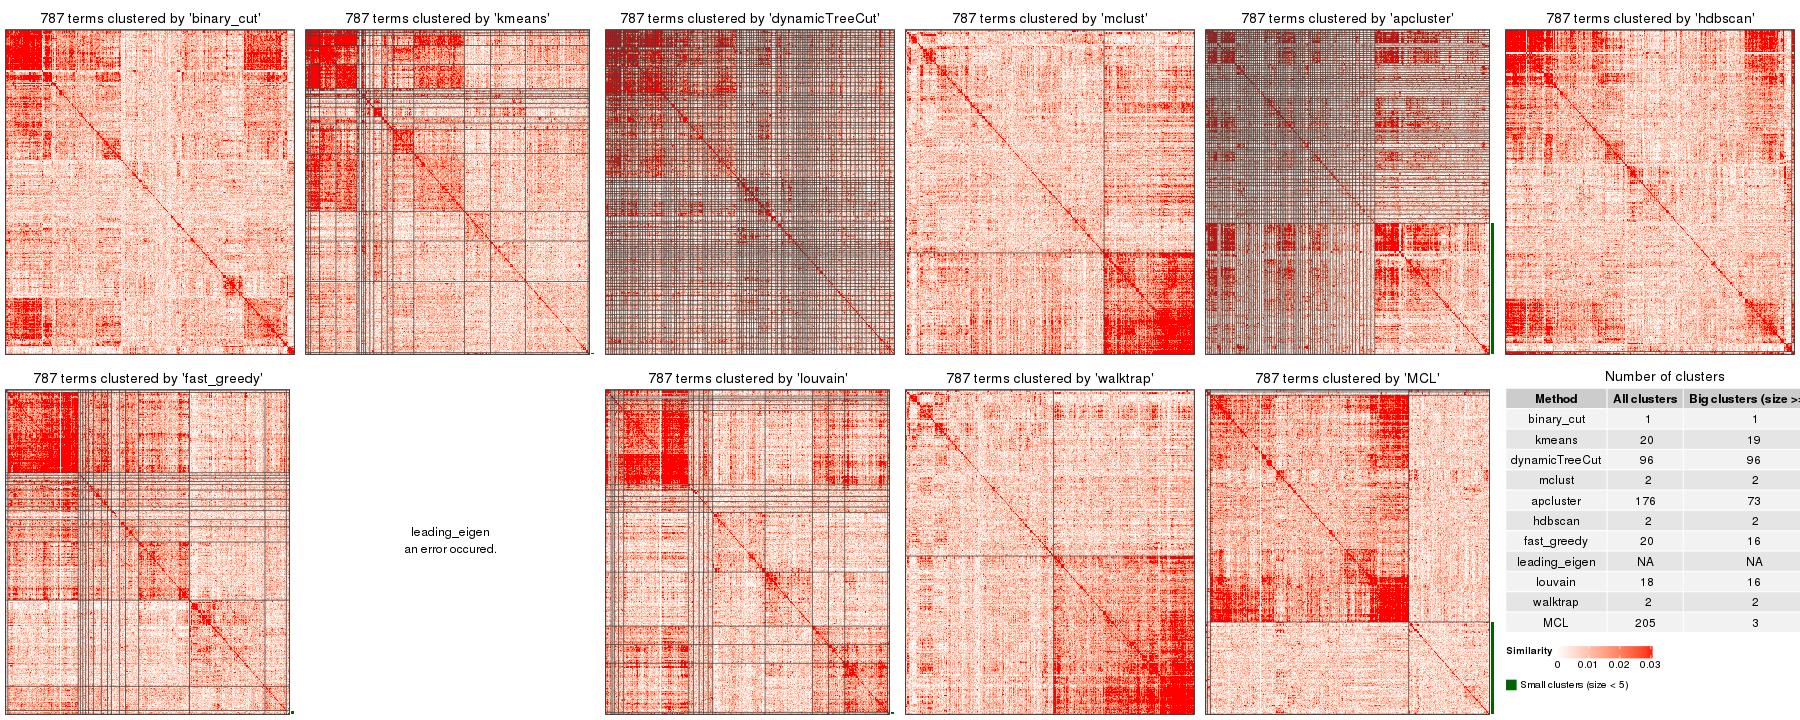 787 terms clustered by 'binary_cut'
787 terms clustered by 'kmeans'
787 terms clustered by 'dynamicTreeCut'
787 terms clustered by 'mclust'
787 terms clustered by 'apcluster'
787 terms clustered by 'hdbscan'
787 terms clustered by 'fast_greedy'
leading_eigen
an error occured.
787 terms clustered by 'louvain'
787 terms clustered by 'walktrap'
787 terms clustered by 'MCL'
Number of clusters
Method All clusters Big clusters (size >=
binary_cut 1 1
kmeans 20 19
dynamicTreeCut 96 96
mclust 2 2
apcluster 176 73
hdbscan 2 2
fast_greedy 20 16
leading_eigen NA NA
louvain 18 16
walktrap 2 2
MCL 205 3
Similarity
0 0.01 0.02 0.03
Small clusters (size < 5)